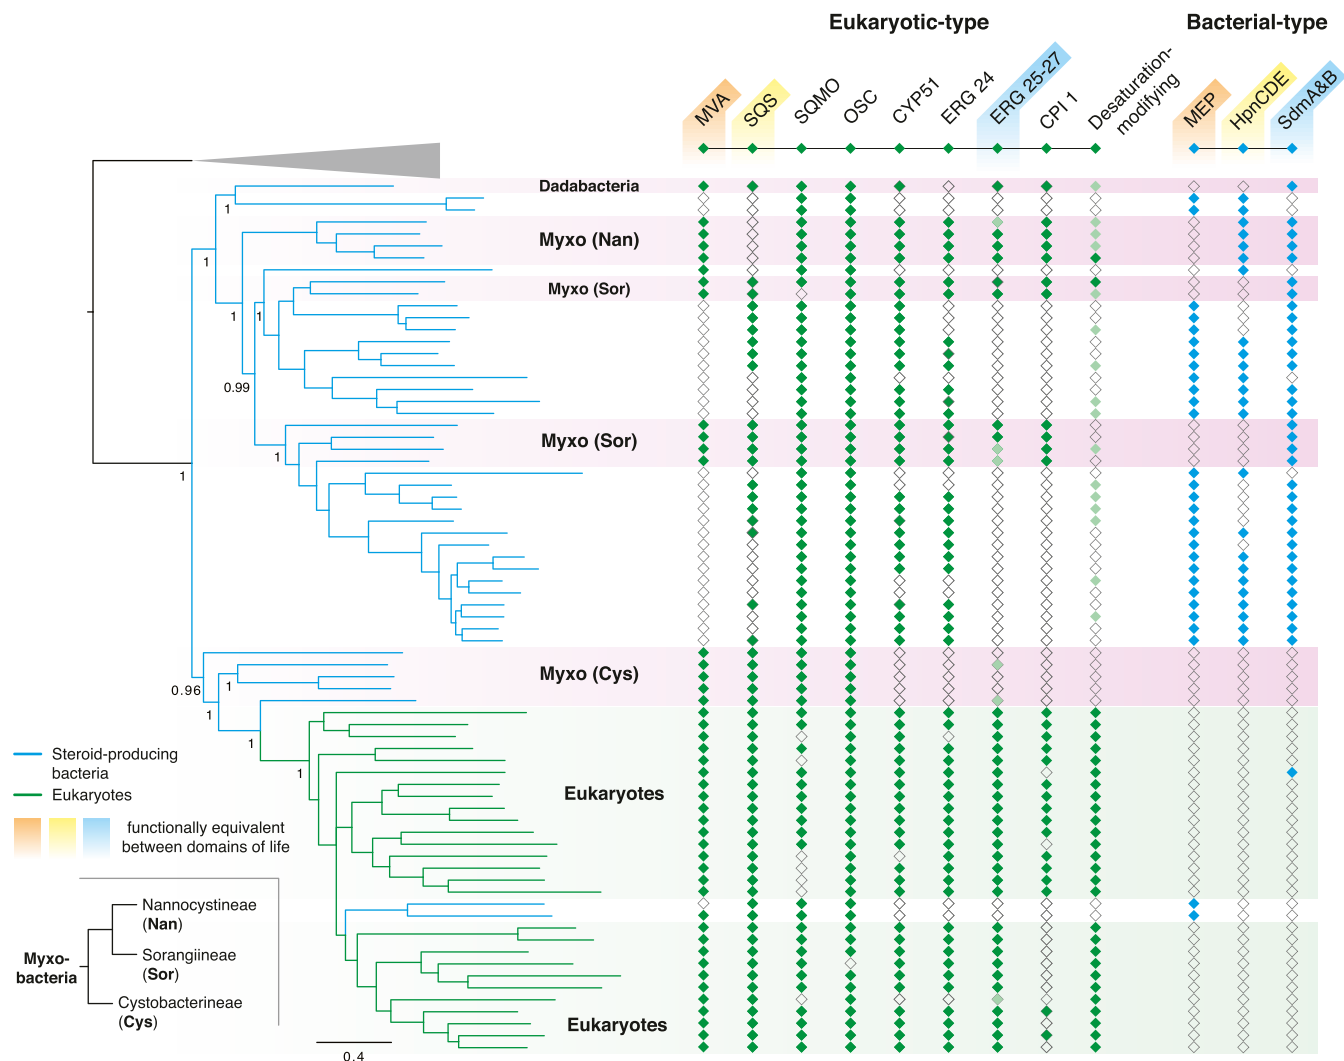 Eukaryotic-type
Bacterial-type
MVA
SQS
SQMO
OSC
CYP51
ERG 24
ERG 25-27
CPI 1
Desaturation-
modifying
MEP
HpnCDE
SdmA&B
Dadabacteria
1
Myxo (Nan)
1
Myxo (Sor)
1
1
0.99
Myxo (Sor)
1
1
Myxo (Cys)
1
0.96
1
1
1
Steroid-producing
bacteria
Eukaryotes
Eukaryotes
functionally equivalent
between domains of life
Nannocystineae
(Nan)
Myxo-
bacteria
Sorangiineae
(Sor)
Cystobacterineae
(Cys)
Eukaryotes
0.4